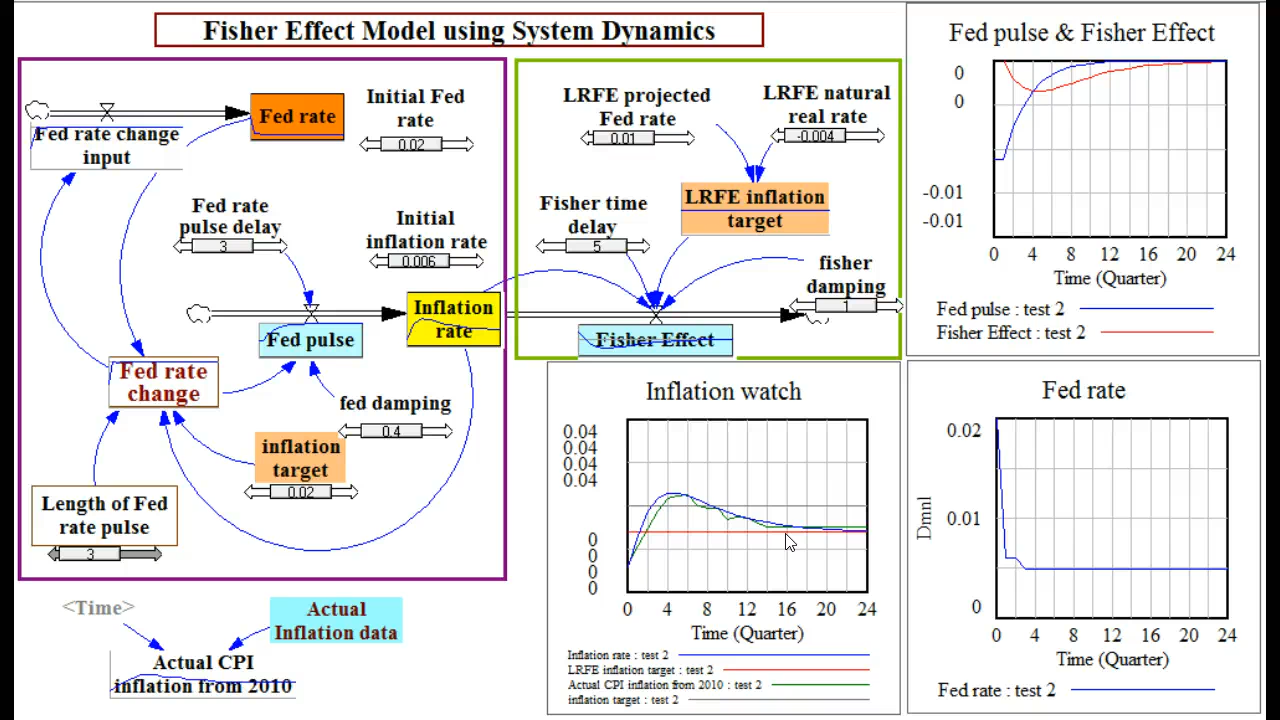 Fisher Effect Model using System Dynamics
Fed rate change
input
Fed rate
Initial Fed
rate
0.02
Fed rate
pulse delay
3
Initial
inflation rate
0.006
Fed pulse
Inflation
rate
Fed rate
change
fed damping
0.4
inflation
target
0.02
Length of Fed
rate pulse
3
LRFE projected
Fed rate
0.01
LRFE natural
real rate
-0.004
LRFE inflation
target
Fisher time
delay
5
fisher
damping
1
Fisher Effect
<Time>
Actual
Inflation data
Actual CPI
inflation from 2010
Inflation watch
0.04
0.04
0.04
0.04
0
0
0
0
0 4 8 12 16 20 24
Time (Quarter)
Inflation rate : test 2
LRFE inflation target : test 2
Actual CPI inflation from 2010 : test 2
inflation target : test 2
Fed pulse & Fisher Effect
0
0
-0.01
-0.01
0 4 8 12 16 20 24
Time (Quarter)
Fed pulse : test 2
Fisher Effect : test 2
Fed rate
0.02
0.01
0
Dmnl
0 4 8 12 16 20 24
Time (Quarter)
Fed rate : test 2